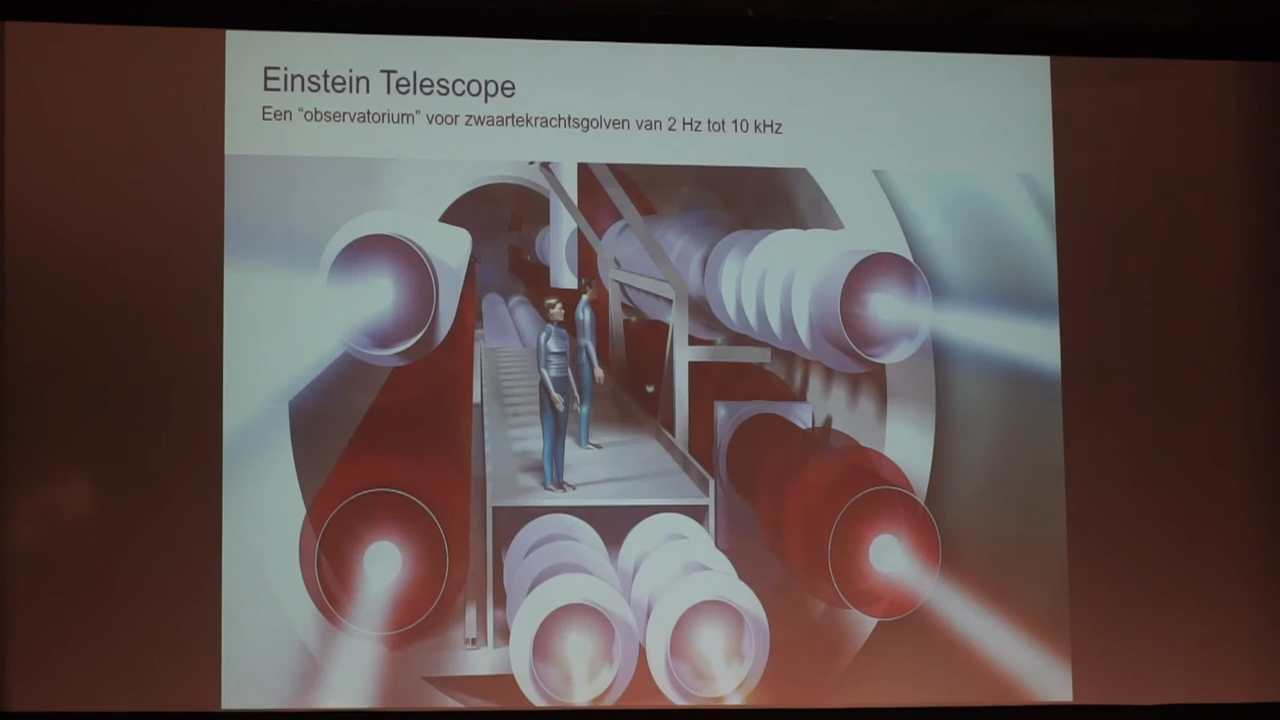 Einstein Telescope
Een “observatorium” voor zwaartekrachtsgolven van 2 Hz tot 10 kHz